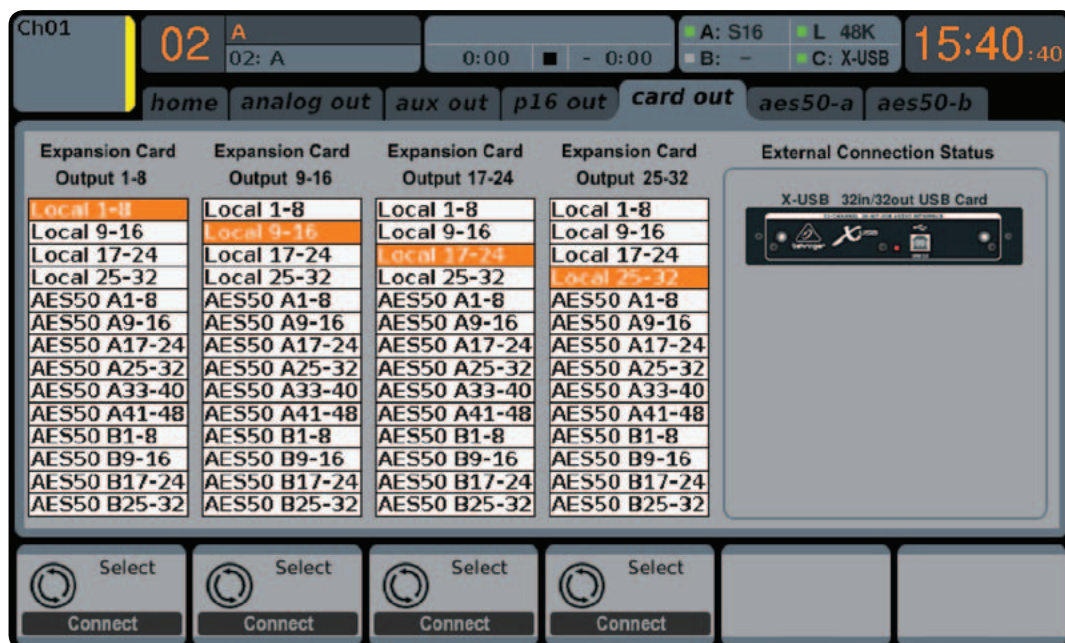 Ch01
02
A
02: A
0:00 - 0:00
A: S16
B: -
L 48K
C: X-USB
15:40:40
home analog out aux out p16 out card out aes50-a aes50-b
Expansion Card
Output 1-8
Local 1-8
Local 9-16
Local 17-24
Local 25-32
AES50 A1-8
AES50 A9-16
AES50 A17-24
AES50 A25-32
AES50 A33-40
AES50 A41-48
AES50 B1-8
AES50 B9-16
AES50 B17-24
AES50 B25-32
Expansion Card
Output 9-16
Local 1-8
Local 9-16
Local 17-24
Local 25-32
AES50 A1-8
AES50 A9-16
AES50 A17-24
AES50 A25-32
AES50 A33-40
AES50 A41-48
AES50 B1-8
AES50 B9-16
AES50 B17-24
AES50 B25-32
Expansion Card
Output 17-24
Local 1-8
Local 9-16
Local 17-24
Local 25-32
AES50 A1-8
AES50 A9-16
AES50 A17-24
AES50 A25-32
AES50 A33-40
AES50 A41-48
AES50 B1-8
AES50 B9-16
AES50 B17-24
AES50 B25-32
Expansion Card
Output 25-32
Local 1-8
Local 9-16
Local 17-24
Local 25-32
AES50 A1-8
AES50 A9-16
AES50 A17-24
AES50 A25-32
AES50 A33-40
AES50 A41-48
AES50 B1-8
AES50 B9-16
AES50 B17-24
AES50 B25-32
External Connection Status
X-USB 32in/32out USB Card
behringer
Select
Connect
Select
Connect
Select
Connect
Select
Connect